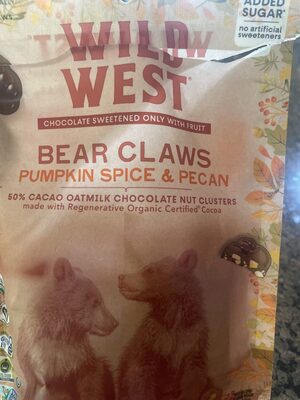 ADDED
SUGAR*
no artificial
sweeteners
WILD
WEST®
CHOCOLATE SWEETENED ONLY WITH FRUIT
BEAR CLAWS
PUMPKIN SPICE & PECAN
50% CACAO OATMILK CHOCOLATE NUT CLUSTERS
made with Regenerative Organic Certified® Cocoa